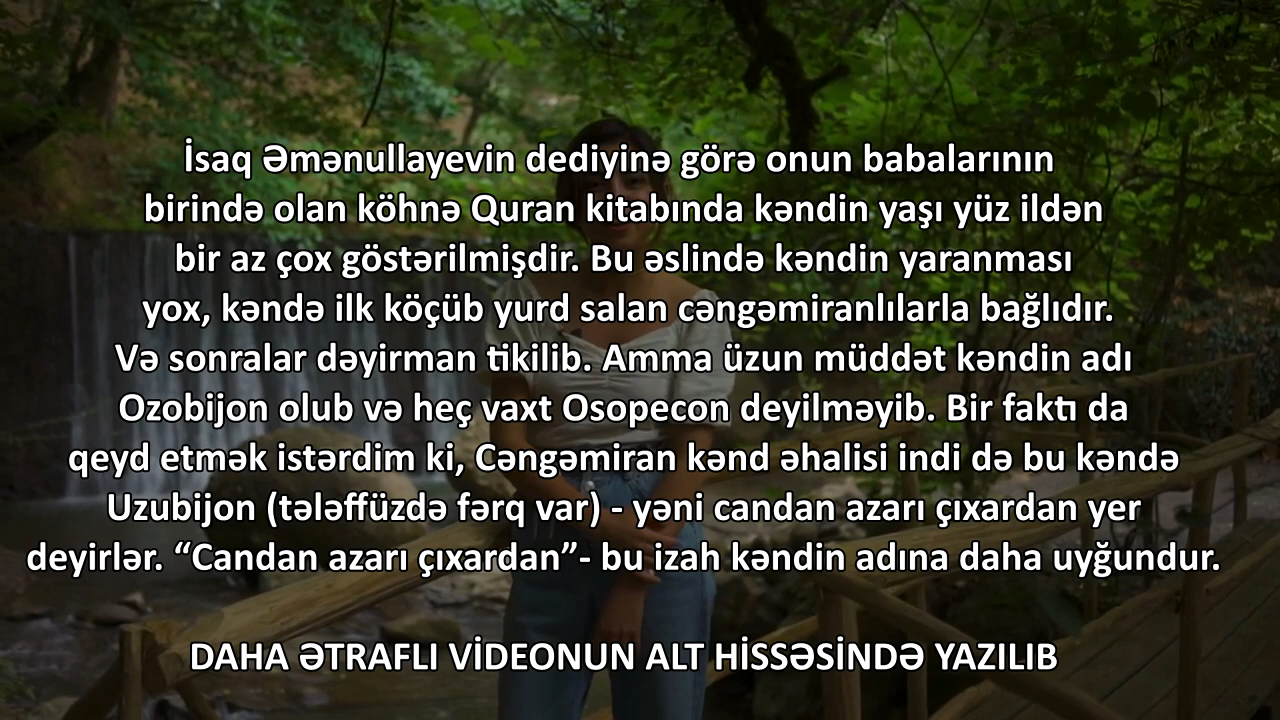 İsaq Əmənullayevin dediyinə görə onun babalarının
birində olan köhnə Quran kitabında kəndin yaşı yüz ildən
bir az çox göstərilmişdir. Bu əslində kəndin yaranması
yox, kəndə ilk köçüb yurd salan cəngəmiranlılarla bağlıdır.
Və sonralar dəyirman tikilib. Amma üzun müddət kəndin adı
Ozobijon olub və heç vaxt Osopecon deyilməyib. Bir faktı da
qeyd etmək istərdim ki, Cəngəmiran kənd əhalisi indi də bu kəndə
Uzubijon (tələffüzdə fərq var) - yəni candan azarı çıxardan yer
deyirlər. “Candan azarı çıxardan”- bu izah kəndin adına daha uyğundur.
DAHA ƏTRAFLI VİDEONUN ALT HİSSƏSİNDƏ YAZILIB